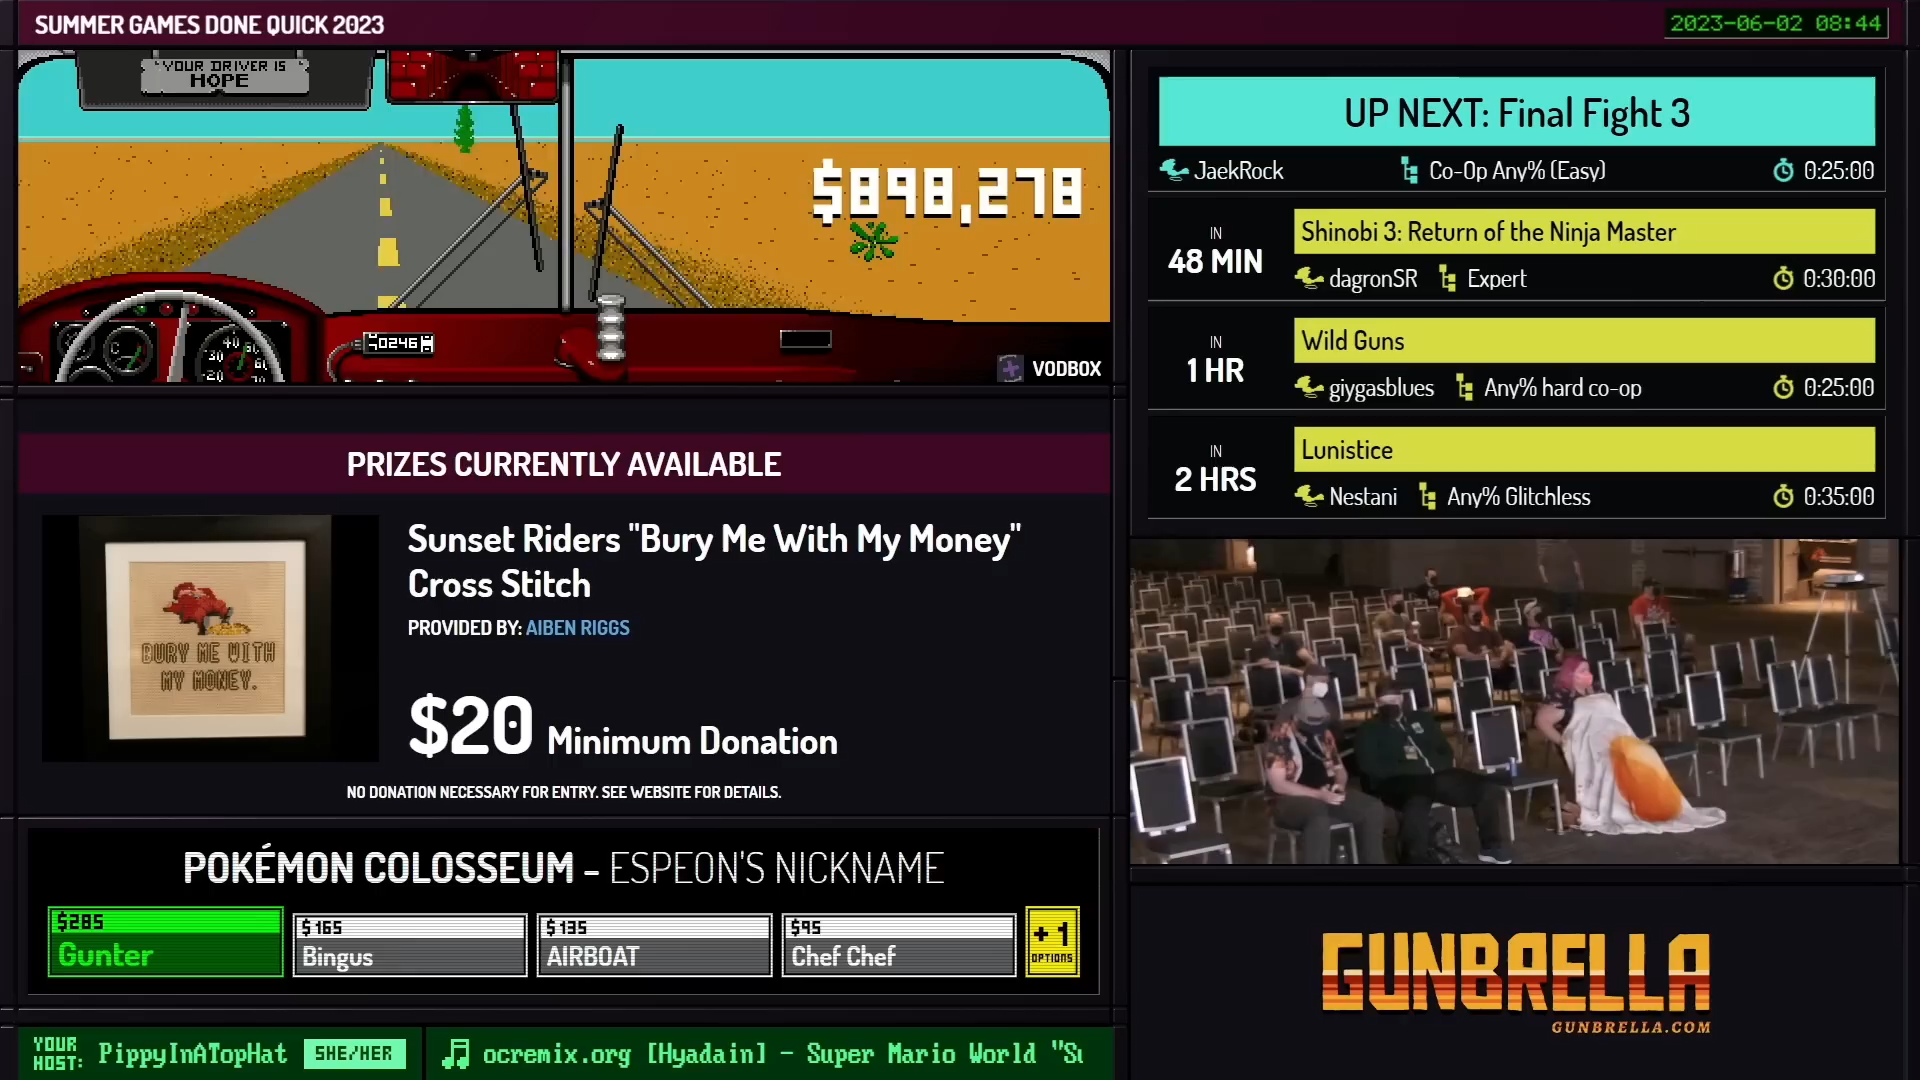 SUMMER GAMES DONE QUICK 2023
2023-06-02 08:44
YOUR DRIVER IS
HOPE
$898,278
40246
VODBOX
UP NEXT: Final Fight 3
JaekRock Co-Op Any% (Easy) 0:25:00
IN
48 MIN
Shinobi 3: Return of the Ninja Master
dagronSR Expert 0:30:00
IN
1 HR
Wild Guns
giygasblues Any% hard co-op 0:25:00
IN
2 HRS
Lunistice
Nestani Any% Glitchless 0:35:00
PRIZES CURRENTLY AVAILABLE
BURY ME WITH
MY MONEY.
Sunset Riders "Bury Me With My Money"
Cross Stitch
PROVIDED BY: AIBEN RIGGS
$20 Minimum Donation
NO DONATION NECESSARY FOR ENTRY. SEE WEBSITE FOR DETAILS.
POKÉMON COLOSSEUM – ESPEON'S NICKNAME
$285
Gunter
$165
Bingus
$135
AIRBOAT
$95
Chef Chef
+1
OPTIONS
GUNBRELLA
GUNBRELLA.COM
YOUR
HOST: PippyInATopHat SHE/HER
ocremix.org [Hyadain] - Super Mario World "Su